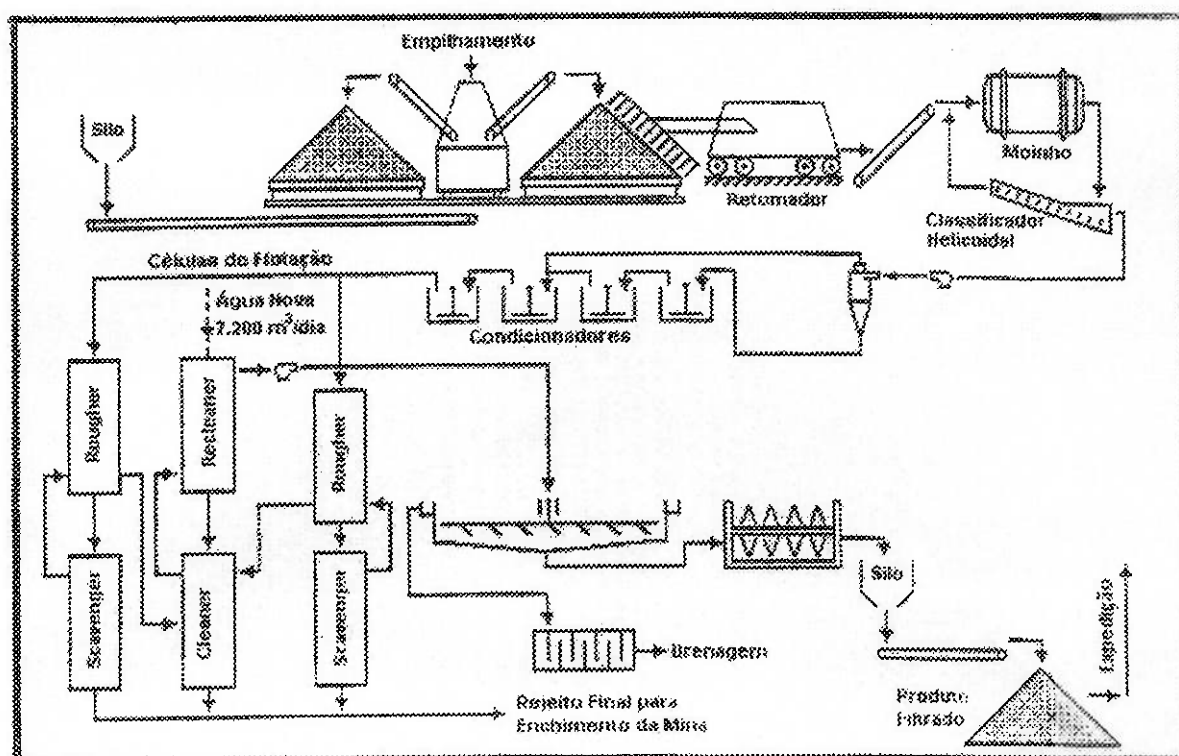 Empilhamento
Silo
Moinho
Retomador
Classificador
Helicoidal
Células de Flotação
Água Nova
7.200 m³/dia
Condicionadores
Rougher
Recleaner
Rougher
Scavenger
Cleaner
Scavenger
Silo
Expedição
Drenagem
Produto
Filtrado
Rejeito Final para
Enchimento da Mina